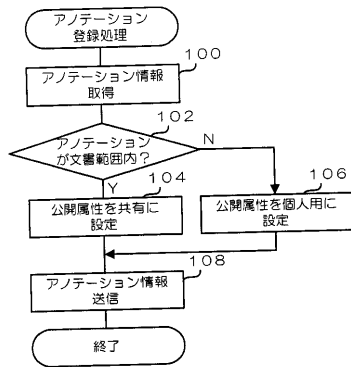 アノテーション
登録処理
100
アノテーション情報
取得
102
アノテーション
が文書範囲内？
N
Y
104
公開属性を共有に
設定
106
公開属性を個人用に
設定
108
アノテーション情報
送信
終了